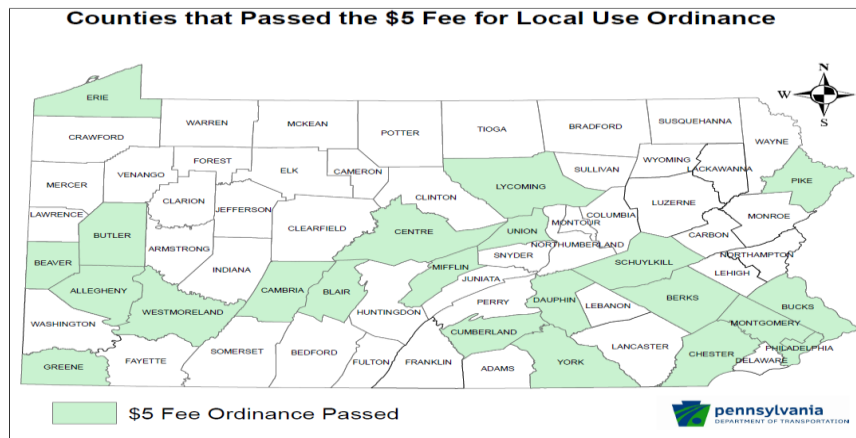 Counties that Passed the $5 Fee for Local Use Ordinance
N
W
S
ERIE
CRAWFORD
WARREN
MCKEAN
POTTER
TIOGA
BRADFORD
SUSQUEHANNA
WAYNE
WYOMING
LACKAWANNA
SULLIVAN
PIKE
FOREST
VENANGO
ELK
CAMERON
MERCER
CLINTON
LYCOMING
CLARION
JEFFERSON
LUZERNE
COLUMBIA
MONTOUR
MONROE
LAWRENCE
BUTLER
CLEARFIELD
CENTRE
UNION
CARBON
ARMSTRONG
NORTHUMBERLAND
SNYDER
NORTHAMPTON
BEAVER
INDIANA
MIFFLIN
SCHUYLKILL
LEHIGH
JUNIATA
ALLEGHENY
CAMBRIA
BLAIR
WESTMORELAND
HUNTINGDON
PERRY
DAUPHIN
LEBANON
BERKS
BUCKS
WASHINGTON
CUMBERLAND
MONTGOMERY
LANCASTER
PHILADELPHIA
CHESTER
DELAWARE
SOMERSET
BEDFORD
FULTON
FRANKLIN
ADAMS
YORK
GREENE
FAYETTE
$5 Fee Ordinance Passed
pennsylvania
DEPARTMENT OF TRANSPORTATION